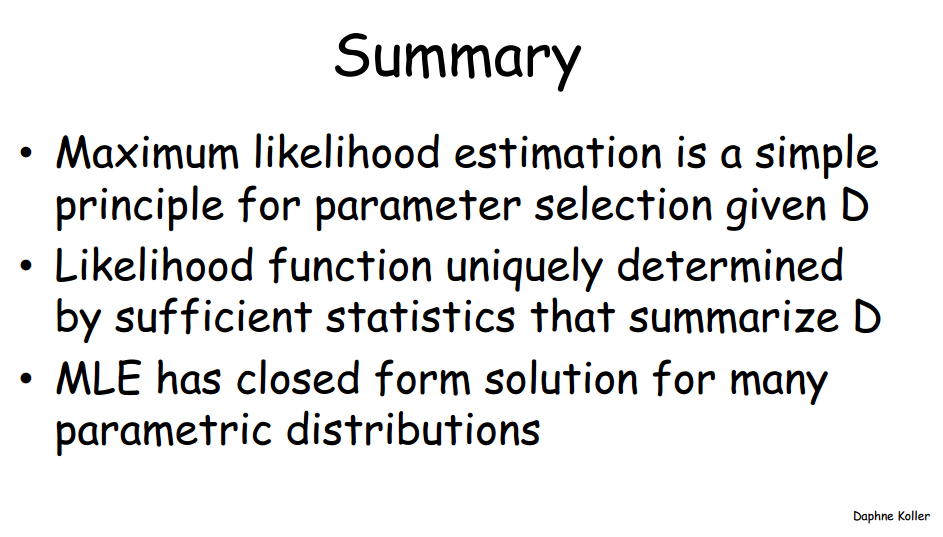 Summary
• Maximum likelihood estimation is a simple
principle for parameter selection given D
• Likelihood function uniquely determined
by sufficient statistics that summarize D
• MLE has closed form solution for many
parametric distributions
Daphne Koller